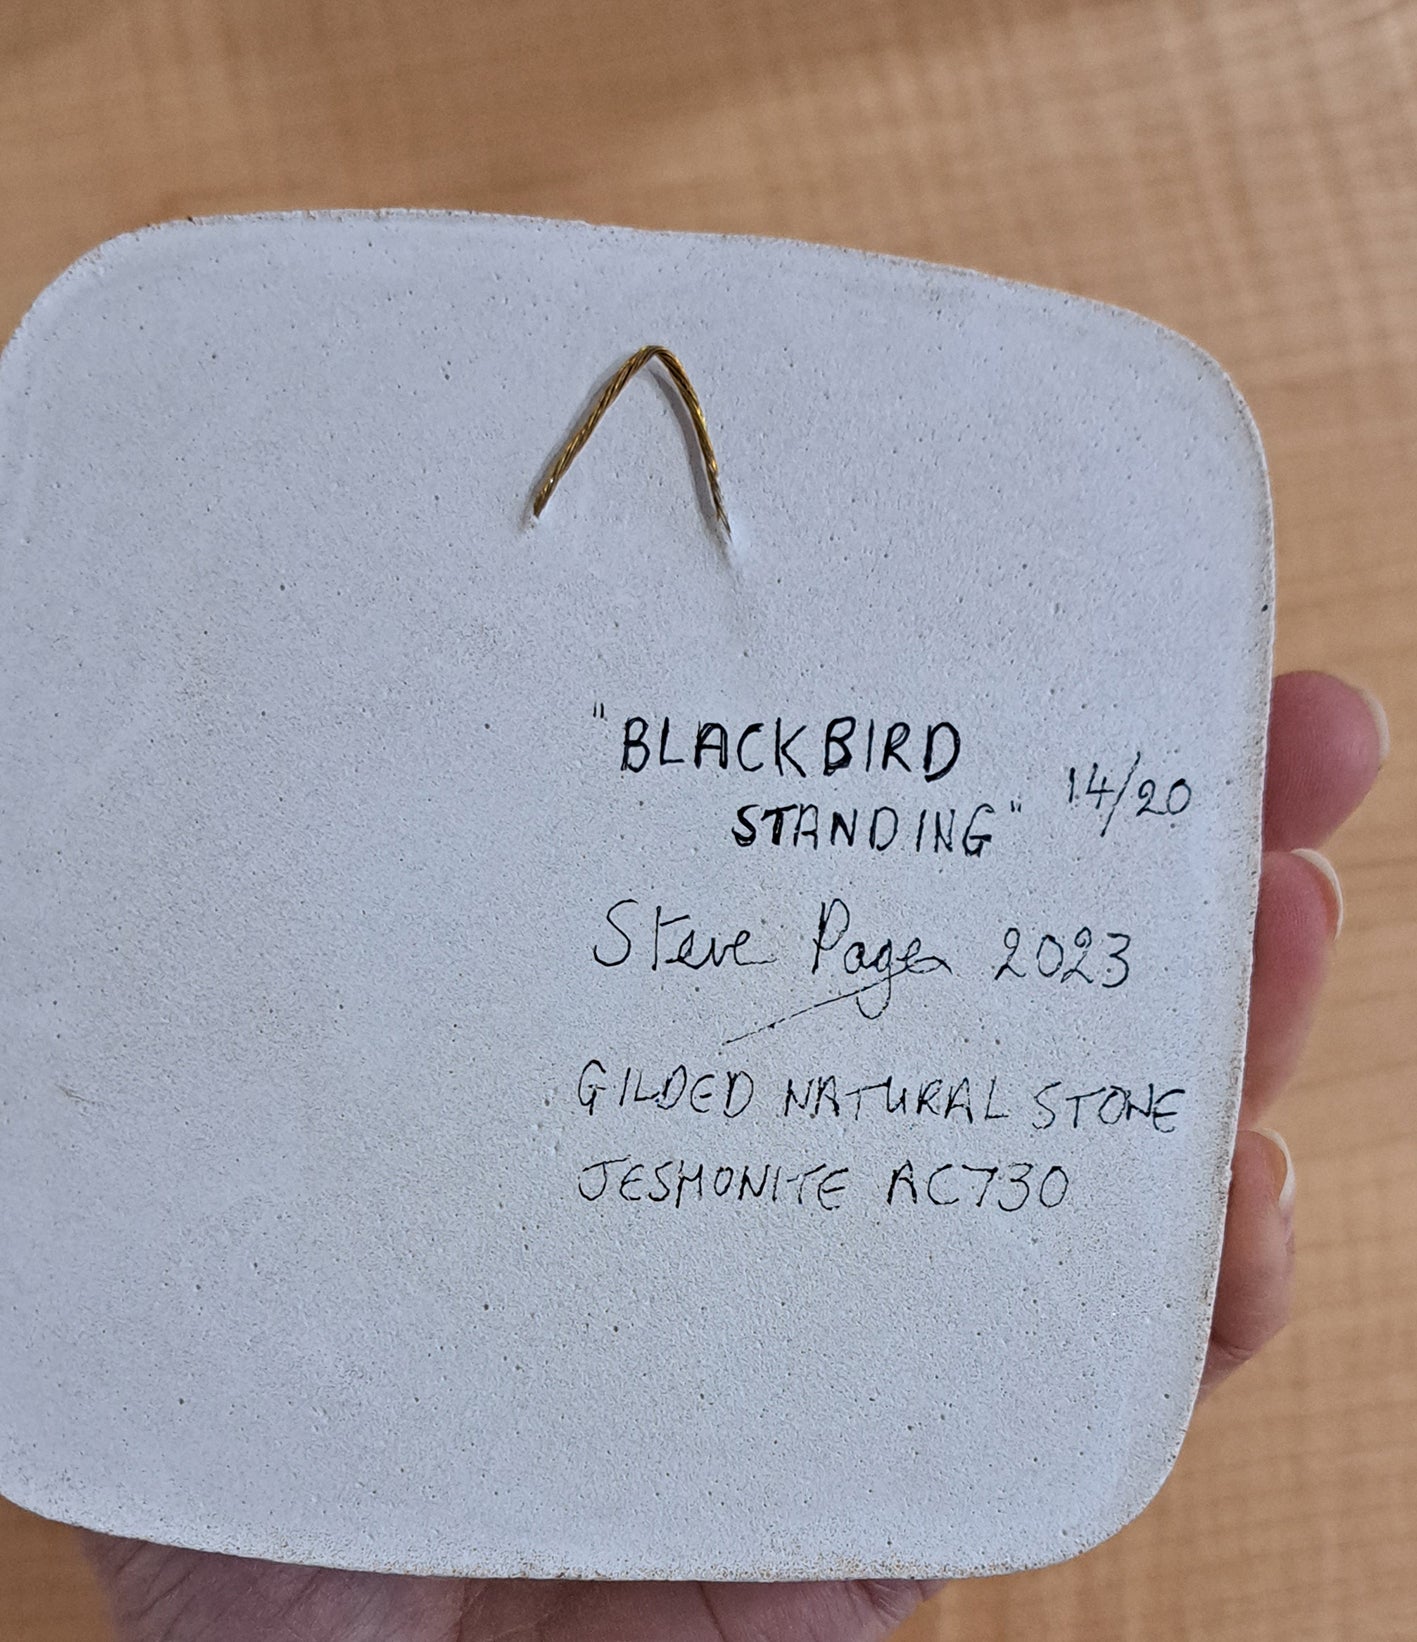 "BLACKBIRD
STANDING" 14/20
Steve Page 2023
GILDED NATURAL STONE
JESMONITE AC730